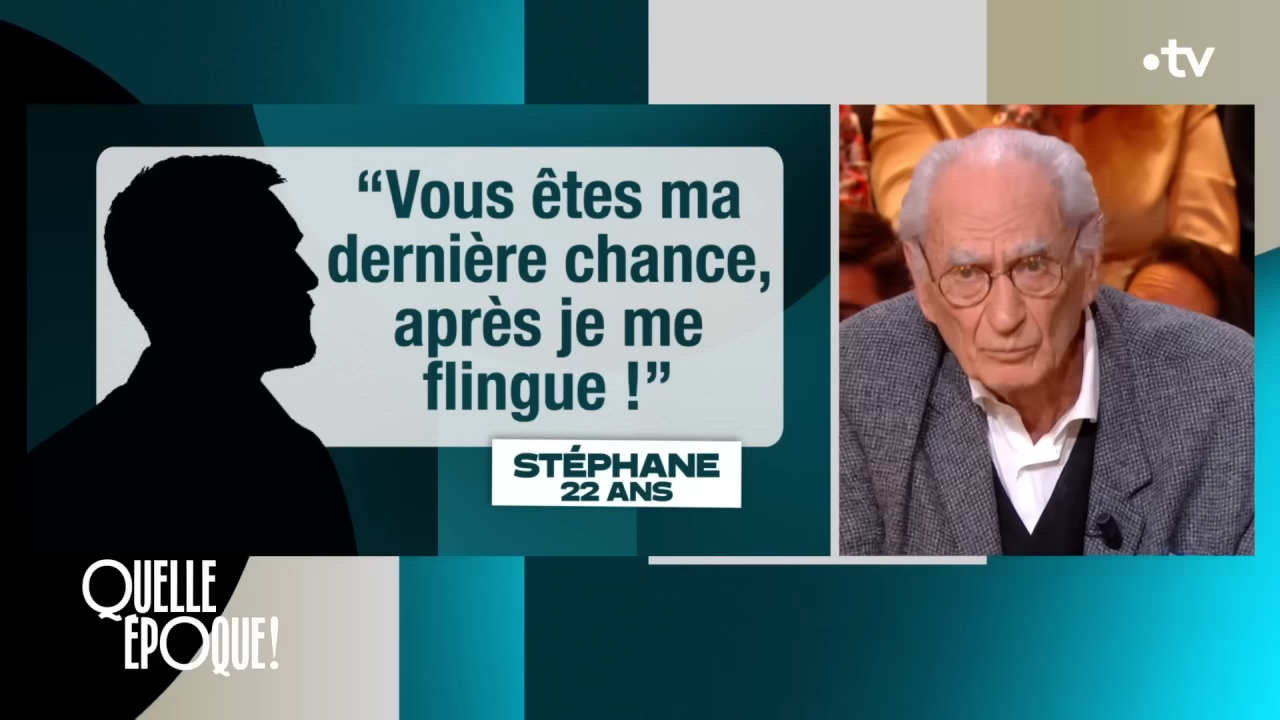 •tv
“Vous êtes ma
dernière chance,
après je me
flingue !”
STÉPHANE
22 ANS
QUELLE
ÉPOQUE!